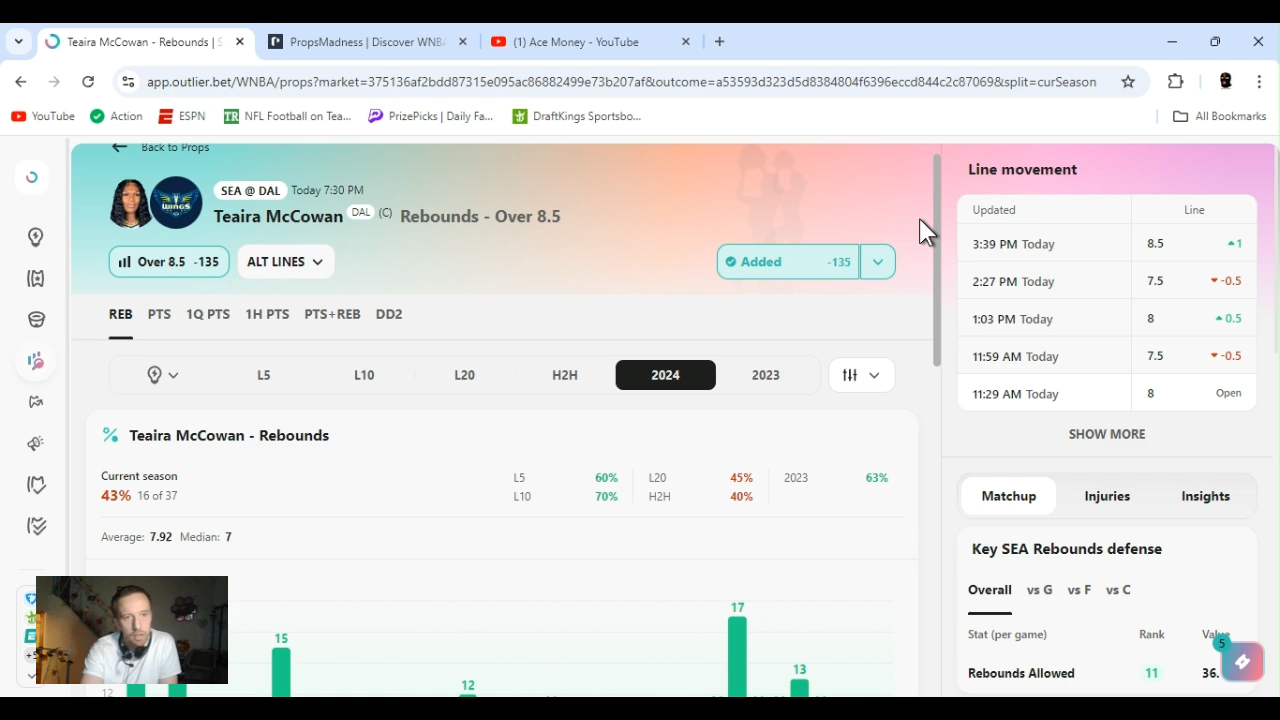 Teaira McCowan - Rebounds | S
PropsMadness | Discover WNB
(1) Ace Money - YouTube
app.outlier.bet/WNBA/props?market=375136af2bdd87315e095ac86882499e73b207af&outcome=a53593d323d5d8384804f6396eccd844c2c87069&split=curSeason
YouTube
Action
ESPN
NFL Football on Tea...
PrizePicks | Daily Fa...
DraftKings Sportsbo...
All Bookmarks
Back to Props
SEA @ DAL Today 7:30 PM
Teaira McCowan DAL (C) Rebounds - Over 8.5
WINGS
Over 8.5 -135
ALT LINES
Added -135
REB PTS 1Q PTS 1H PTS PTS+REB DD2
L5 L10 L20 H2H 2024 2023
Teaira McCowan - Rebounds
Current season
43% 16 of 37
L5 60% L20 45% 2023 63%
L10 70% H2H 40%
Average: 7.92 Median: 7
17
15
13
12
12
Line movement
Updated Line
3:39 PM Today 8.5 1
2:27 PM Today 7.5 -0.5
1:03 PM Today 8 0.5
11:59 AM Today 7.5 -0.5
11:29 AM Today 8 Open
SHOW MORE
Matchup Injuries Insights
Key SEA Rebounds defense
Overall vs G vs F vs C
Stat (per game) Rank
5
Rebounds Allowed 11 36.